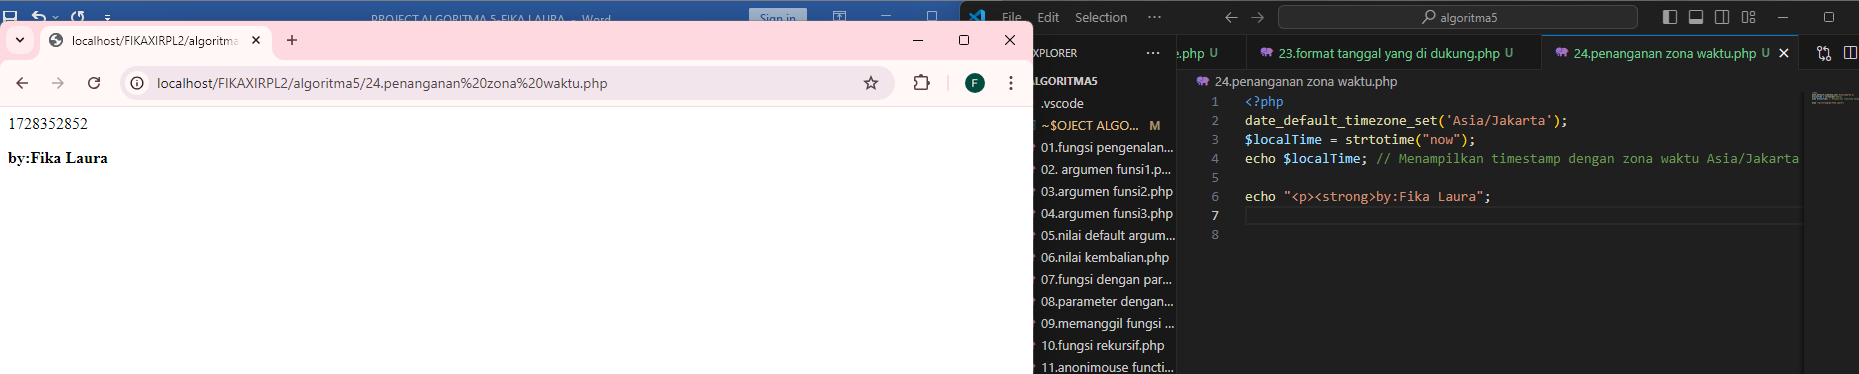 PROJECT ALGORITMA 5-FIKA LAURA - Word
Sign in
localhost/FIKAXIRPL2/algoritma
localhost/FIKAXIRPL2/algoritma5/24.penanganan%20zona%20waktu.php
F
1728352852
by:Fika Laura
File Edit Selection ···
algoritma5
EXPLORER ···
e.php U
23.format tanggal yang di dukung.php U
24.penanganan zona waktu.php U
ALGORITMA5
.vscode
~$OJECT ALGO... M
01.fungsi pengenalan...
02. argumen funsi1.p...
03.argumen funsi2.php
04.argumen funsi3.php
05.nilai default argum...
06.nilai kembalian.php
07.fungsi dengan par...
08.parameter dengan...
09.memanggil fungsi ...
10.fungsi rekursif.php
11.anonimouse functi...
24.penanganan zona waktu.php
1 <?php
2 date_default_timezone_set('Asia/Jakarta');
3 $localTime = strtotime("now");
4 echo $localTime; // Menampilkan timestamp dengan zona waktu Asia/Jakarta
5
6 echo "<p><strong>by:Fika Laura";
7
8